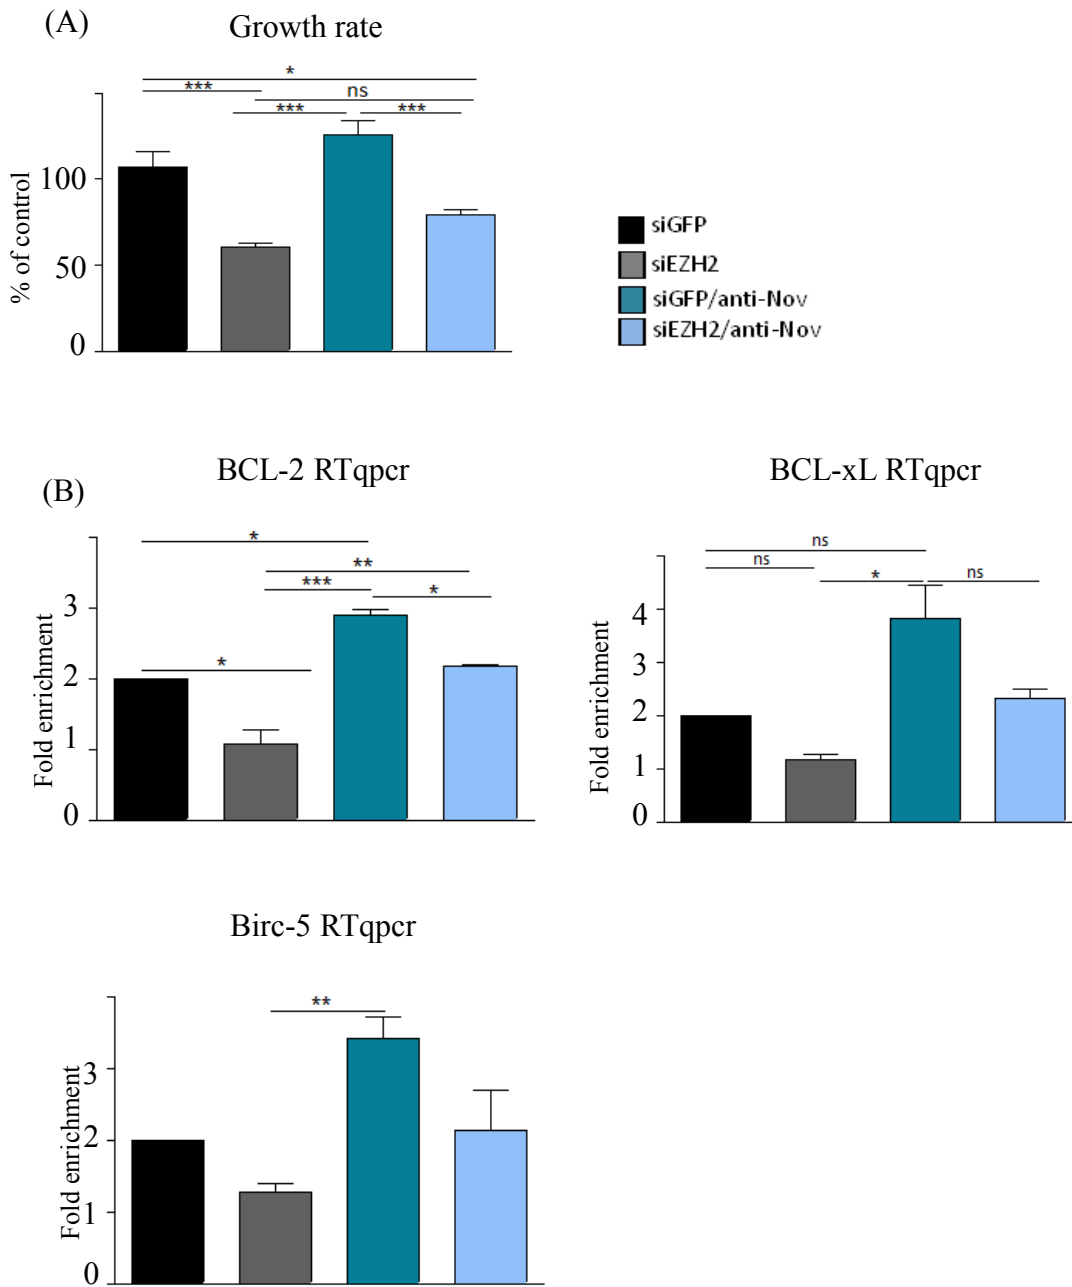 (A)
Growth rate
*
***
ns
***
***
% of control
100
50
0
siGFP
siEZH2
siGFP/anti-Nov
siEZH2/anti-Nov
(B)
BCL-2 RTqpcr
*
**
***
*
*
Fold enrichment
3
2
1
0
BCL-xL RTqpcr
ns
ns
*
ns
Fold enrichment
4
3
2
1
0
Birc-5 RTqpcr
**
Fold enrichment
3
2
1
0